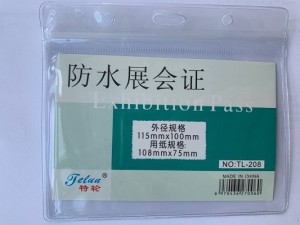 防水展会证
Exhibition Pass
外径规格
115mmx100mm
用纸规格:
108mmx75mm
NO:TL-208
Telun
特轮
MADE IN CHINA